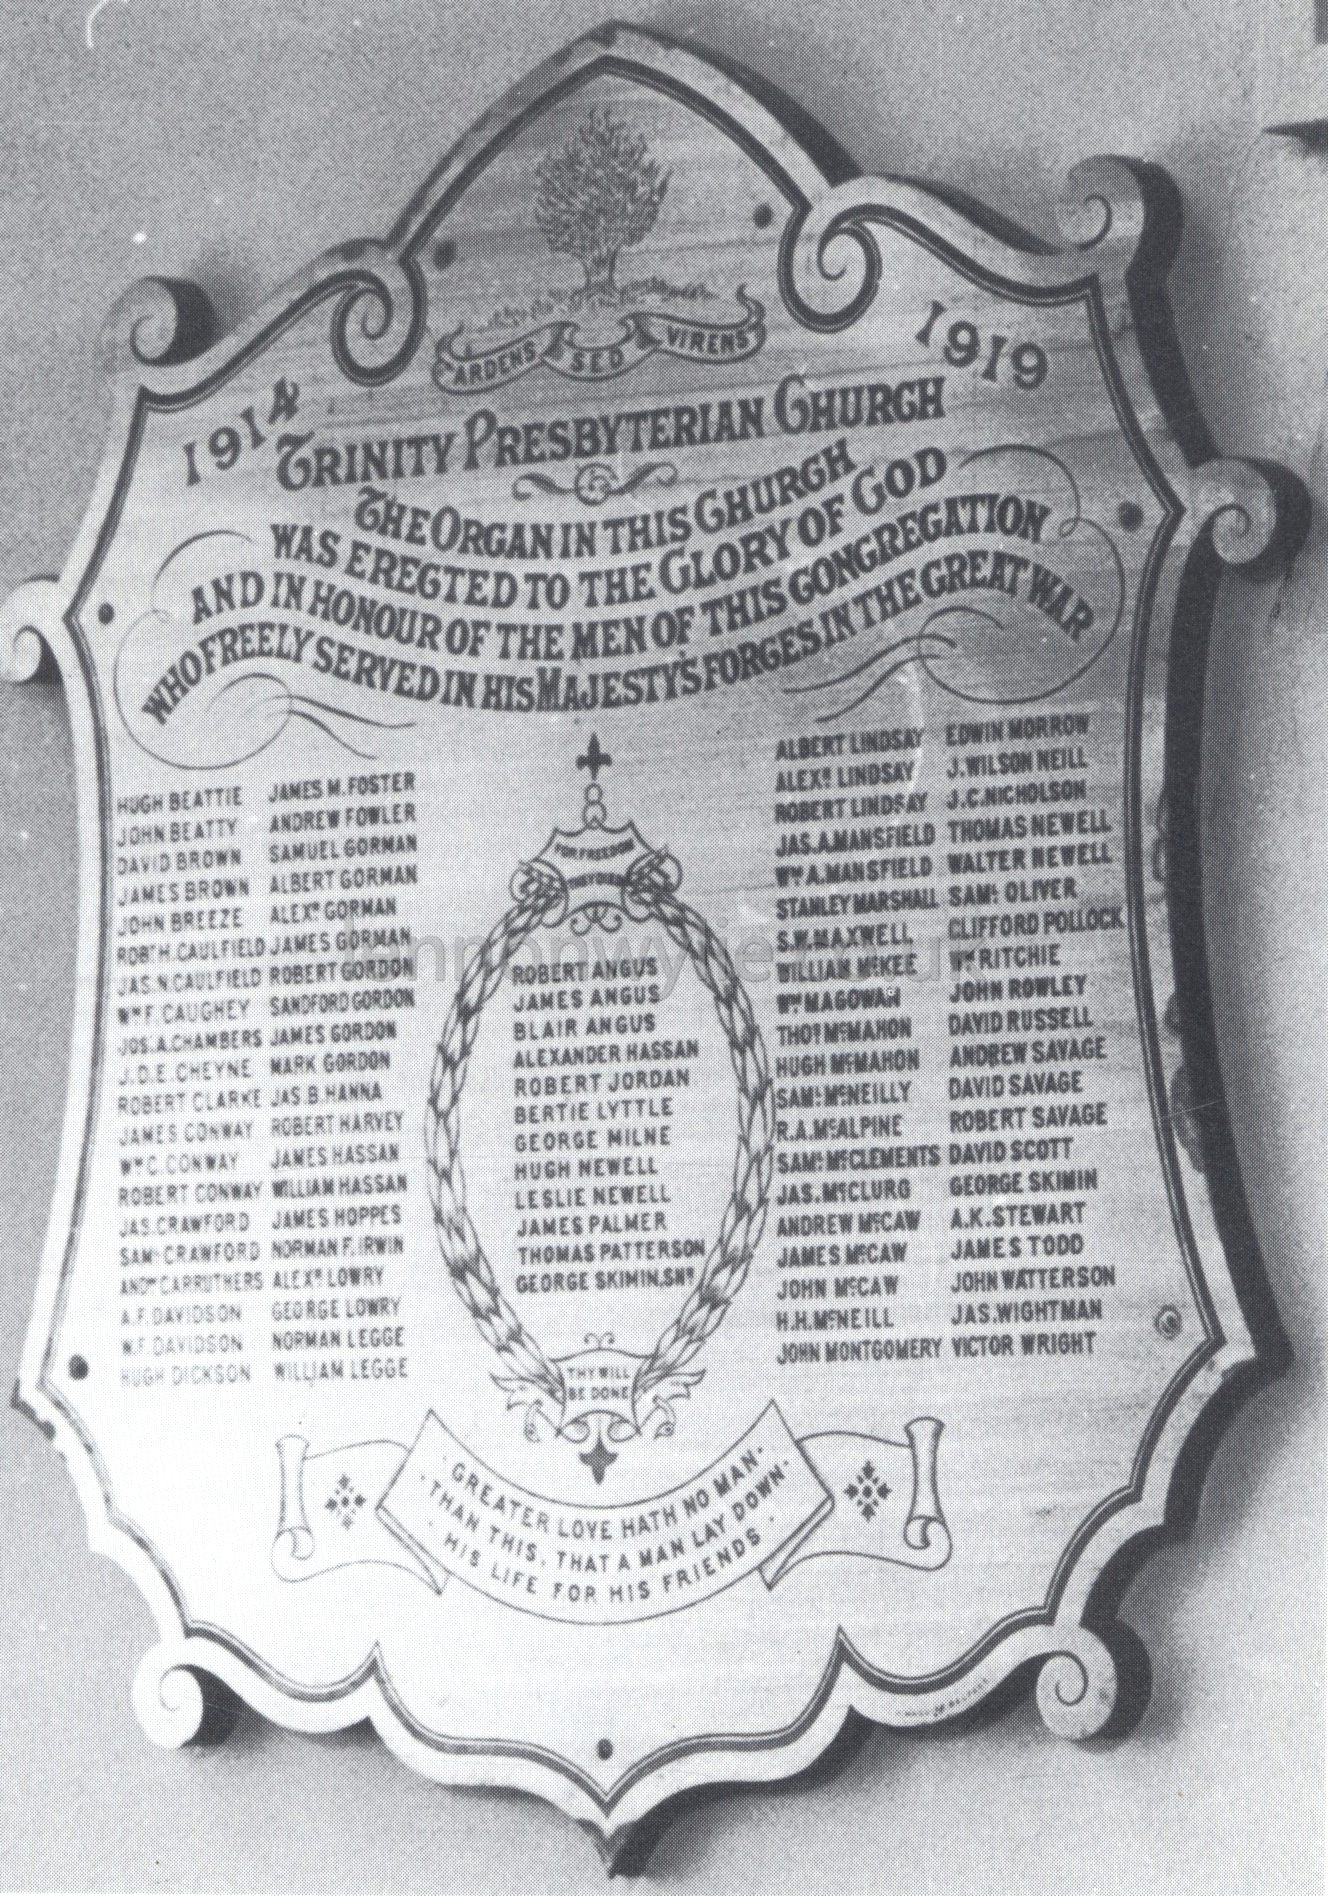 ARDENS SED VIRENS
1914
1919
TRINITY PRESBYTERIAN CHURCH
THE ORGAN IN THIS CHURCH
WAS ERECTED TO THE GLORY OF GOD
AND IN HONOUR OF THE MEN OF THIS CONGREGATION
WHO FREELY SERVED IN HIS MAJESTY'S FORCES IN THE GREAT WAR
HUGH BEATTIE
JOHN BEATTY
DAVID BROWN
JAMES BROWN
JOHN BREEZE
ROBT. H. CAULFIELD
JAS. N. CAULFIELD
WM. F. CAUGHEY
JOS. A. CHAMBERS
J. D. E. CHEYNE
ROBERT CLARKE
JAMES CONWAY
WM. C. CONWAY
ROBERT CONWAY
JAS. CRAWFORD
SAML. CRAWFORD
ANDW. CARRUTHERS
A. F. DAVIDSON
W. F. DAVIDSON
HUGH DICKSON
JAMES M. FOSTER
ANDREW FOWLER
SAMUEL GORMAN
ALBERT GORMAN
ALEXR. GORMAN
JAMES GORMAN
ROBERT GORDON
SANDFORD GORDON
JAMES GORDON
MARK GORDON
JAS. B. HANNA
ROBERT HARVEY
JAMES HASSAN
WILLIAM HASSAN
JAMES HOPPES
NORMAN F. IRWIN
ALEXR. LOWRY
GEORGE LOWRY
NORMAN LEGGE
WILLIAM LEGGE
FOR FREEDOM
THEY DIED
ROBERT ANGUS
JAMES ANGUS
BLAIR ANGUS
ALEXANDER HASSAN
ROBERT JORDAN
BERTIE LYTTLE
GEORGE MILNE
HUGH NEWELL
LESLIE NEWELL
JAMES PALMER
THOMAS PATTERSON
GEORGE SKIMIN, SNR.
THY WILL
BE DONE
ALBERT LINDSAY
ALEXR. LINDSAY
ROBERT LINDSAY
JAS. A. MANSFIELD
WM. A. MANSFIELD
STANLEY MARSHALL
S. W. MAXWELL
WILLIAM McKEE
WM. MAGOWAN
THOS. McMAHON
HUGH McMAHON
SAML. McNEILLY
R. A. McALPINE
SAML. McCLEMENTS
JAS. McCLURG
ANDREW McCAW
JAMES McCAW
JOHN McCAW
H. H. McNEILL
JOHN MONTGOMERY
EDWIN MORROW
J. WILSON NEILL
J. C. NICHOLSON
THOMAS NEWELL
WALTER NEWELL
SAML. OLIVER
CLIFFORD POLLOCK
WM. RITCHIE
JOHN ROWLEY
DAVID RUSSELL
ANDREW SAVAGE
DAVID SAVAGE
ROBERT SAVAGE
DAVID SCOTT
GEORGE SKIMIN
A. K. STEWART
JAMES TODD
JOHN WATTERSON
JAS. WIGHTMAN
VICTOR WRIGHT
· GREATER LOVE HATH NO MAN ·
· THAN THIS, THAT A MAN LAY DOWN ·
· HIS LIFE FOR HIS FRIENDS ·